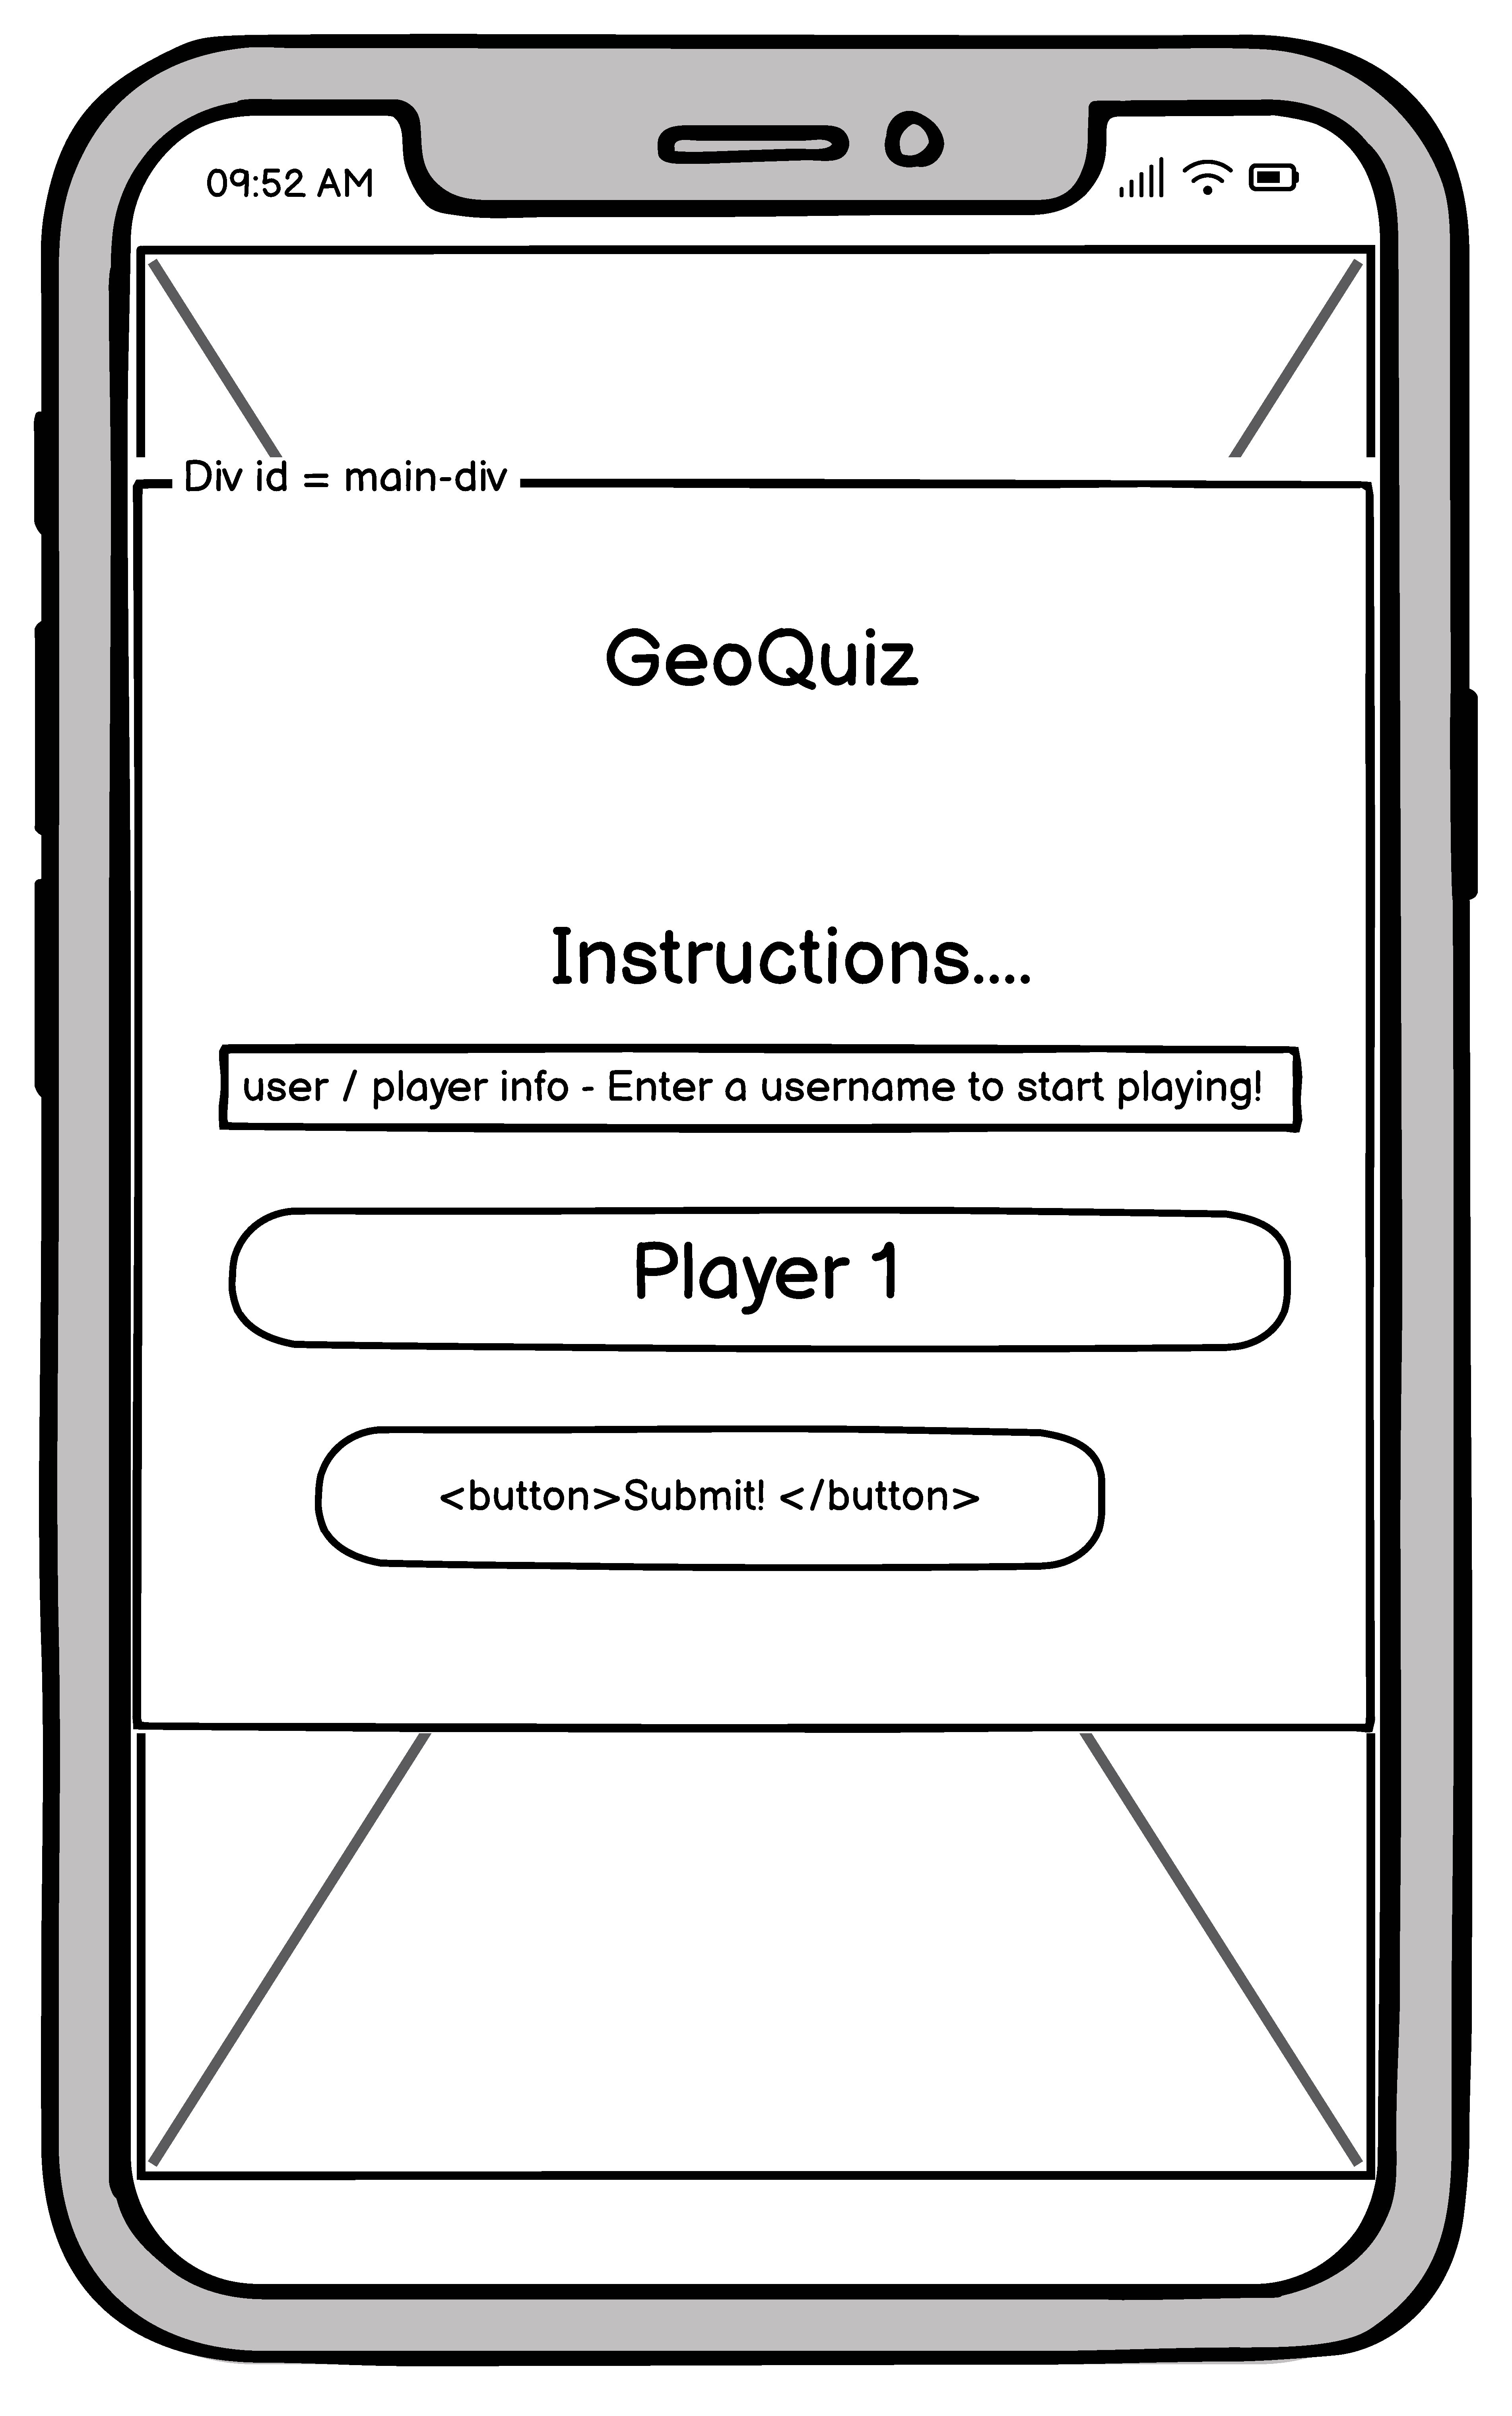 09:52 AM
Div id = main-div
GeoQuiz
Instructions....
user / player info - Enter a username to start playing!
Player 1
<button>Submit! </button>